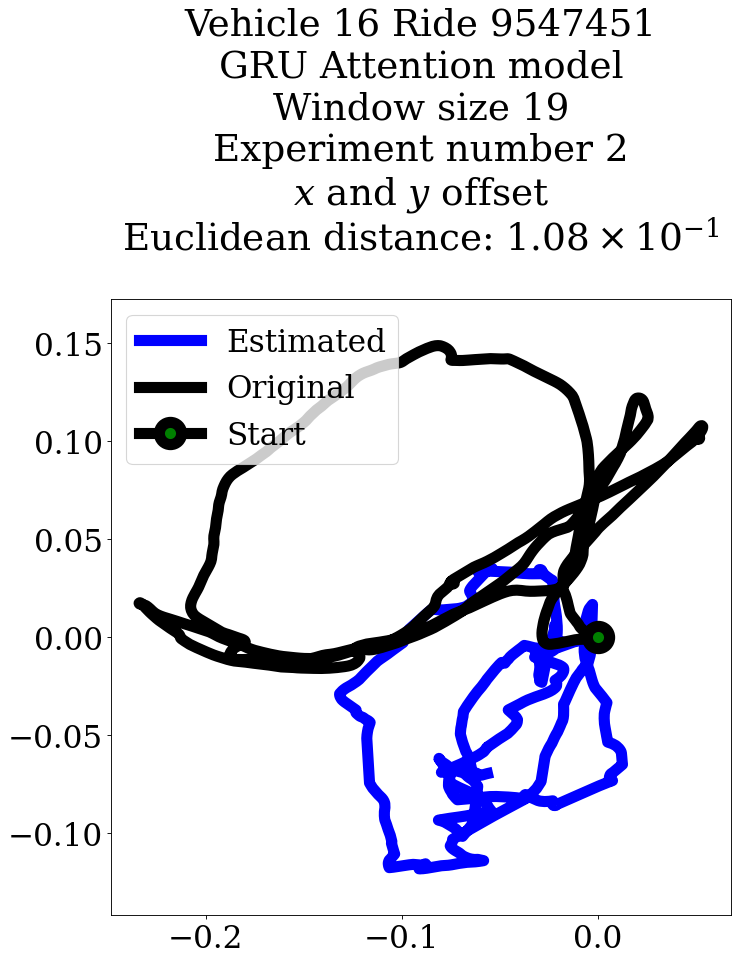 Vehicle 16 Ride 9547451
GRU Attention model
Window size 19
Experiment number 2
x and y offset
Euclidean distance: 1.08 × 10⁻¹
Estimated
Original
Start
0.15
0.10
0.05
0.00
−0.05
−0.10
−0.2
−0.1
0.0